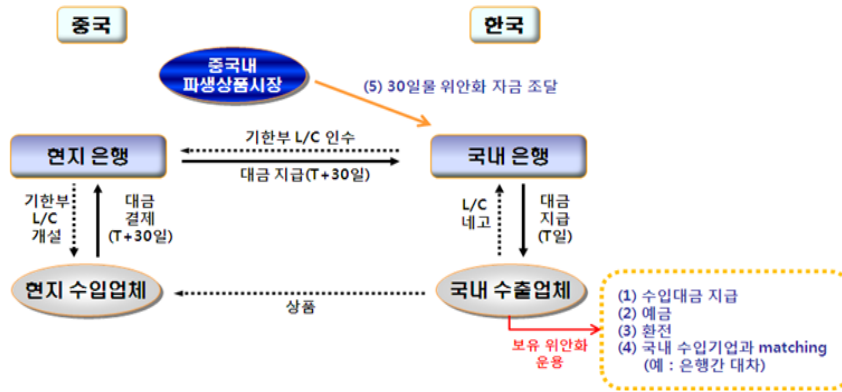 중국
한국
중국내
파생상품시장
(5) 30일물 위안화 자금 조달
현지 은행
기한부 L/C 인수
대금 지급(T+30일)
국내 은행
기한부
L/C
개설
대금
결제
(T+30일)
L/C
네고
대금
지급
(T일)
현지 수입업체
상품
국내 수출업체
보유 위안화
운용
(1) 수입대금 지급
(2) 예금
(3) 환전
(4) 국내 수입기업과 matching
(예 : 은행간 대차)